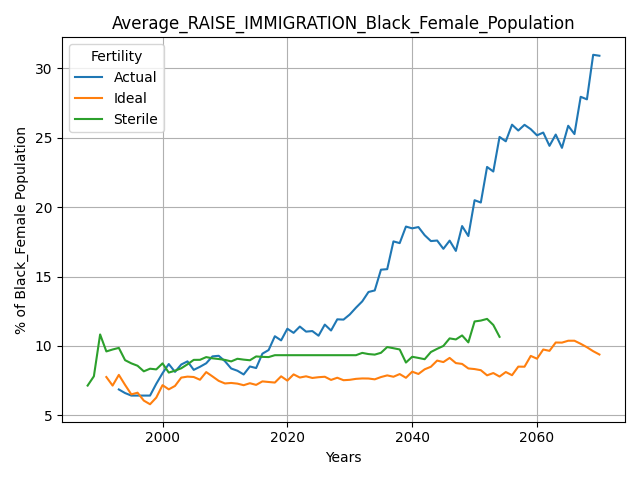 Average_RAISE_IMMIGRATION_Black_Female_Population
Fertility
Actual
Ideal
Sterile
% of Black_Female Population
30
25
20
15
10
5
2000
2020
2040
2060
Years